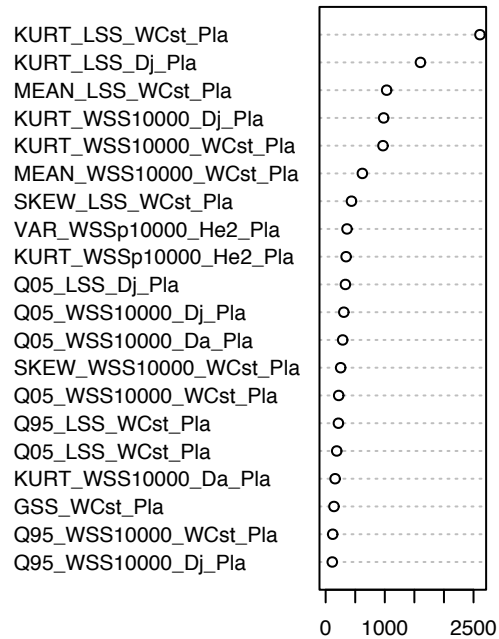 KURT_LSS_WCst_Pla
KURT_LSS_Dj_Pla
MEAN_LSS_WCst_Pla
KURT_WSS10000_Dj_Pla
KURT_WSS10000_WCst_Pla
MEAN_WSS10000_WCst_Pla
SKEW_LSS_WCst_Pla
VAR_WSSp10000_He2_Pla
KURT_WSSp10000_He2_Pla
Q05_LSS_Dj_Pla
Q05_WSS10000_Dj_Pla
Q05_WSS10000_Da_Pla
SKEW_WSS10000_WCst_Pla
Q05_WSS10000_WCst_Pla
Q95_LSS_WCst_Pla
Q05_LSS_WCst_Pla
KURT_WSS10000_Da_Pla
GSS_WCst_Pla
Q95_WSS10000_WCst_Pla
Q95_WSS10000_Dj_Pla
0 1000 2500